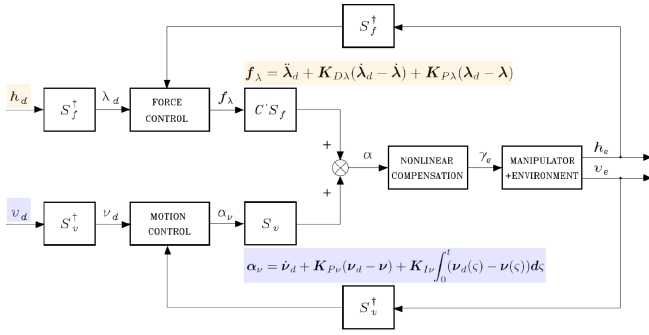 S_f^†
f_λ = λ̈_d + K_{Dλ}(λ̇_d − λ̇) + K_{Pλ}(λ_d − λ)
h_d
S_f^†
λ_d
FORCE
CONTROL
f_λ
C'S_f
+
+
α
NONLINEAR
COMPENSATION
γ_e
MANIPULATOR
+ENVIRONMENT
h_e
υ_e
υ_d
S_υ^†
ν_d
MOTION
CONTROL
α_ν
S_υ
α_ν = ν̇_d + K_{Pν}(ν_d − ν) + K_{Iν} ∫_0^t (ν_d(ς) − ν(ς))dς
S_υ^†